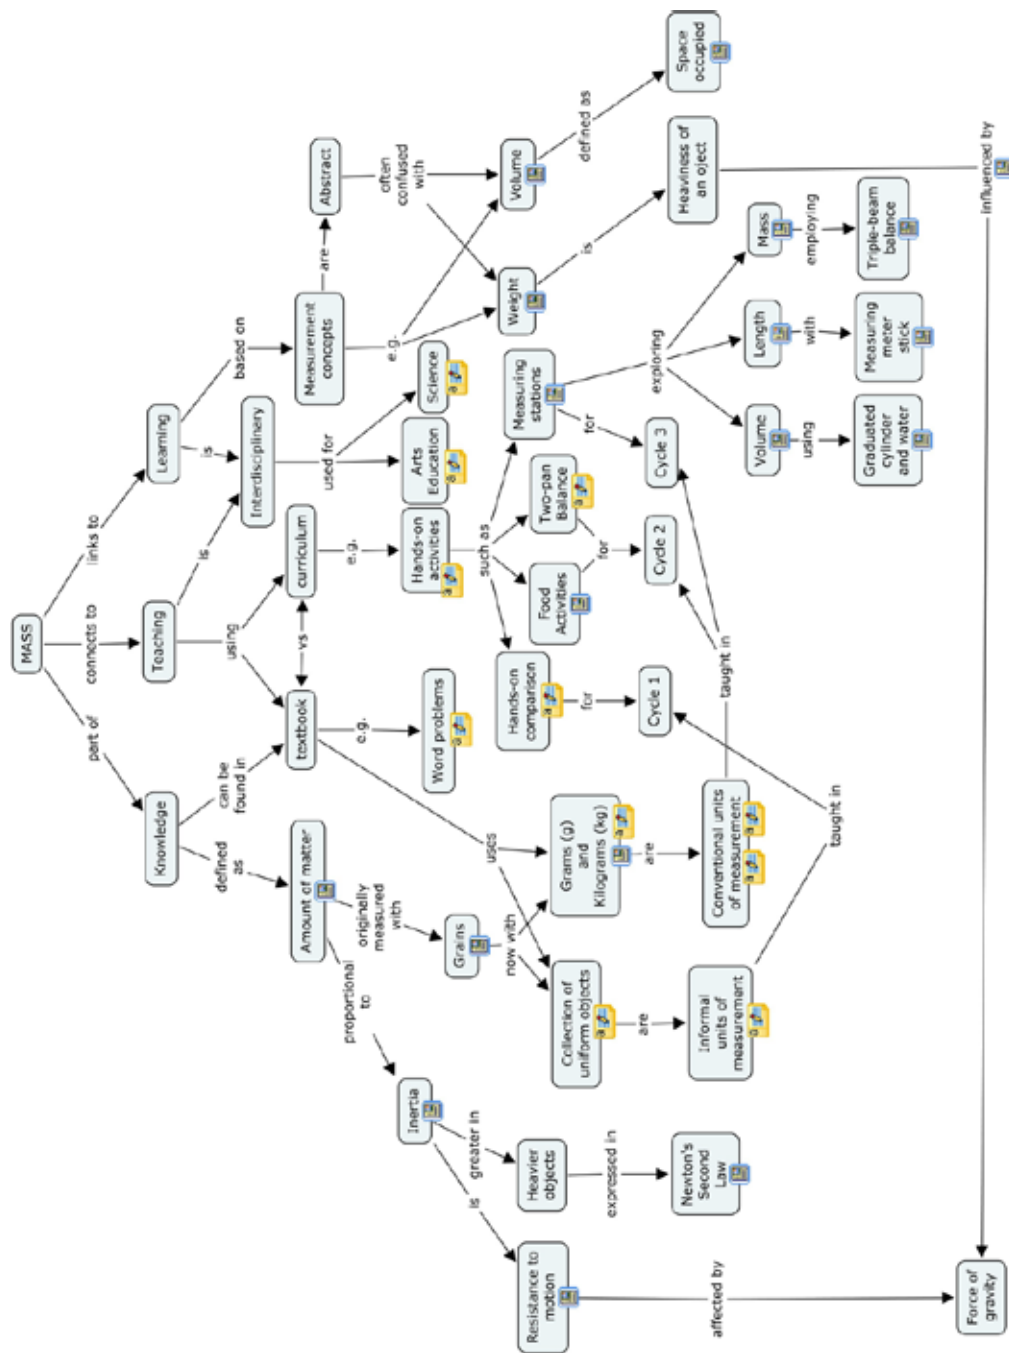 MASS
part of
connects to
links to
Knowledge
Teaching
Learning
defined
as
can be
found in
using
is
is
based on
Amount of matter
textbook
vs
curriculum
Interdisciplinary
Measurement
concepts
are
Abstract
proportional
to
originally
measured
with
e.g.
e.g.
used for
e.g.
often
confused
with
Inertia
Grains
Word problems
Hands-on
activities
Arts
Education
Science
Weight
Volume
is
greater in
now with
uses
such as
is
defined as
Resistance to
motion
Heavier
objects
Collection of
uniform objects
Grams (g)
and
Kilograms (kg)
Hands-on
comparison
Food
Activities
Two-pan
Balance
Measuring
stations
expressed in
are
are
for
for
for
exploring
Heaviness of
an oject
Space
occupied
Newton's
Second
Law
Informal
units of
measurement
Conventional units
of measurement
Cycle 1
Cycle 2
Cycle 3
Volume
Length
Mass
affected by
taught in
taught in
using
with
employing
Graduated
cylinder
and water
Measuring
meter
stick
Triple-beam
balance
influenced by
Force of
gravity